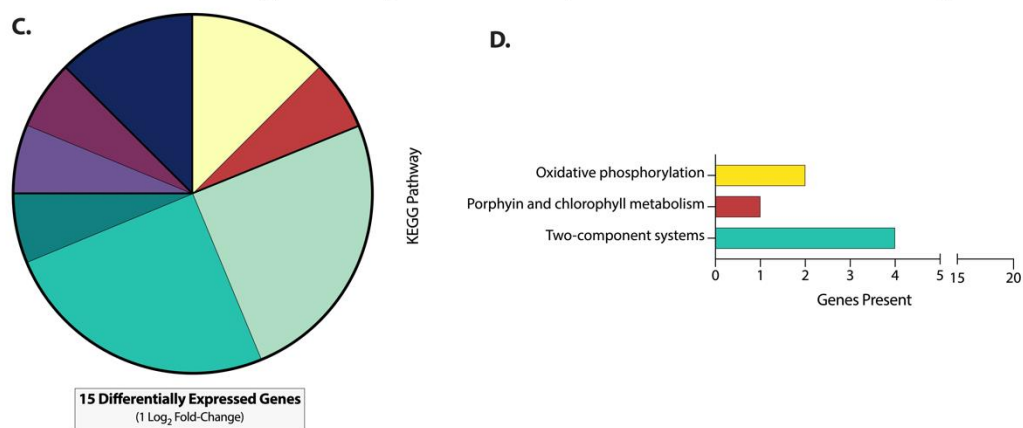 C.
15 Differentially Expressed Genes
(1 Log2 Fold-Change)
D.
KEGG Pathway
Oxidative phosphorylation
Porphyin and chlorophyll metabolism
Two-component systems
0 1 2 3 4 5 15 20
Genes Present